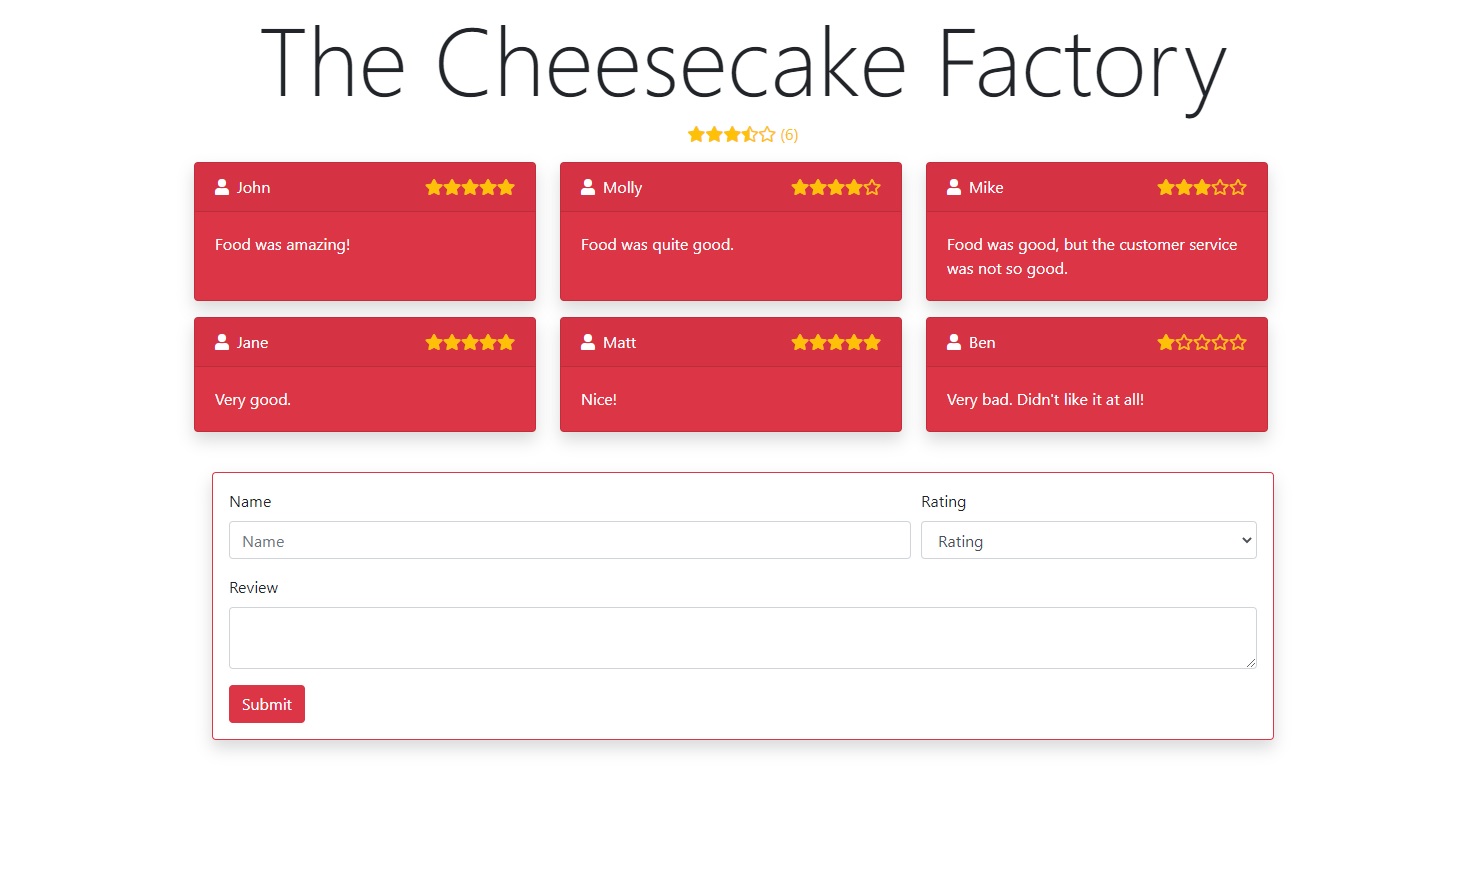 The Cheesecake Factory
(6)
John
Molly
Mike
Food was amazing!
Food was quite good.
Food was good, but the customer service
was not so good.
Jane
Matt
Ben
Very good.
Nice!
Very bad. Didn't like it at all!
Name
Rating
Name
Rating
Review
Submit